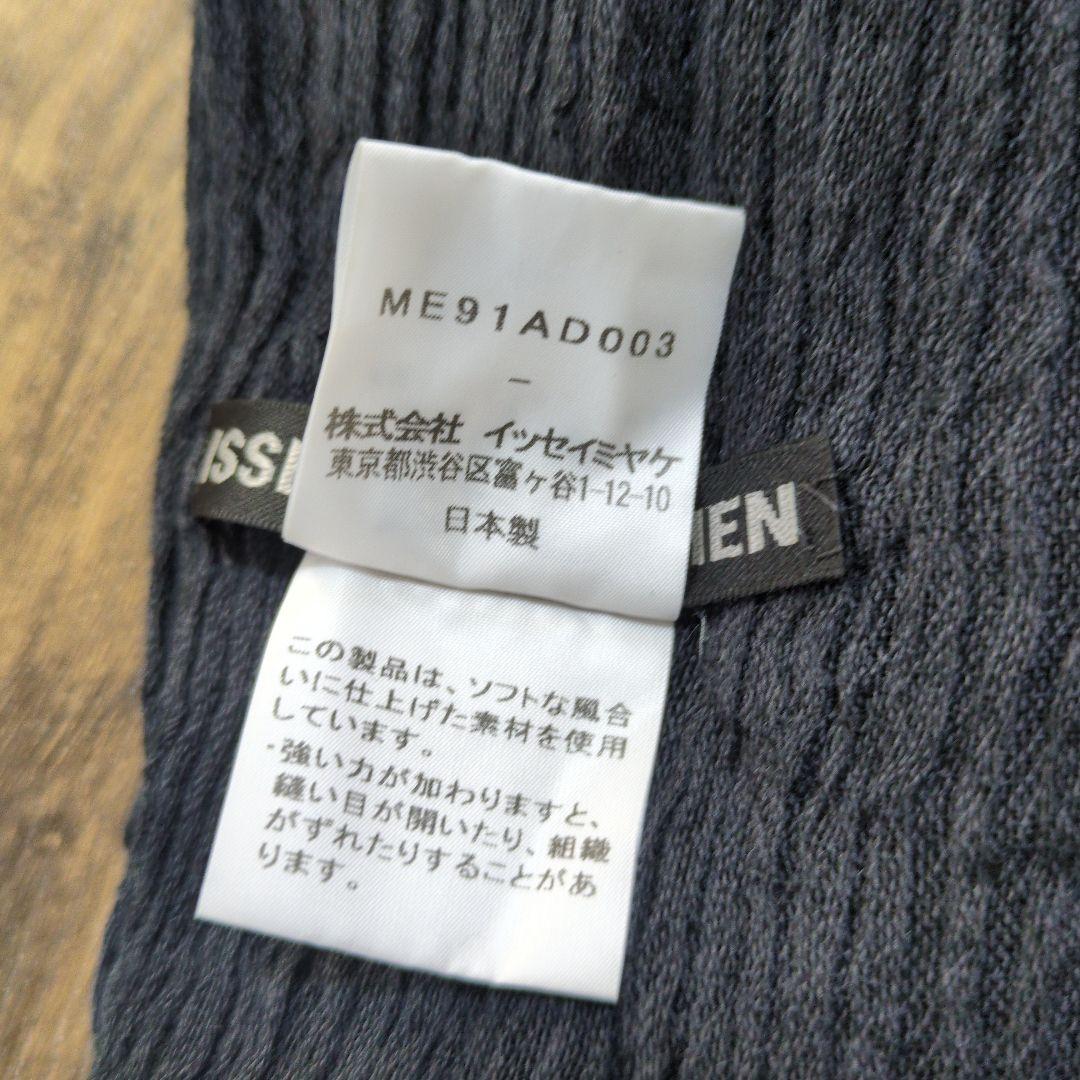 ME91AD003
-
株式会社 イッセイミヤケ
東京都渋谷区富ヶ谷1-12-10
日本製
ISS
MEN
この製品は、ソフトな風合
いに仕上げた素材を使用
しています。
・強い力が加わりますと、
縫い目が開いたり、組織
がずれたりすることがあ
ります。